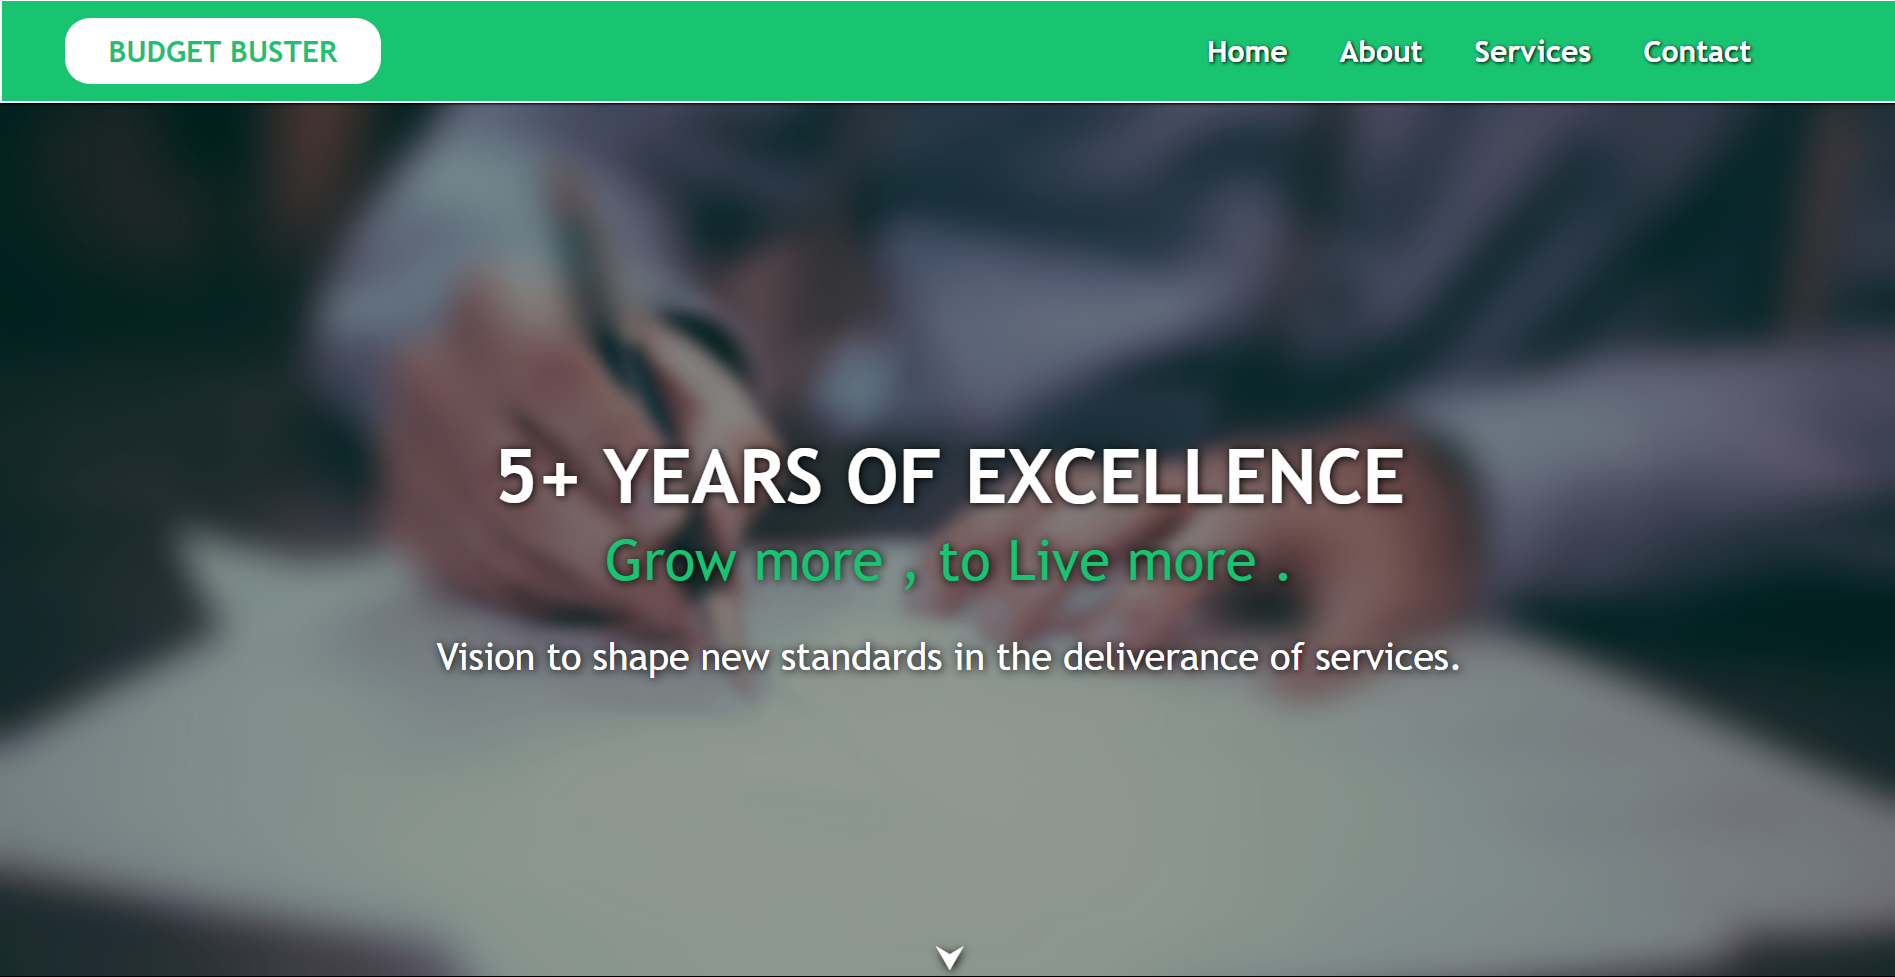 BUDGET BUSTER
Home About Services Contact
5+ YEARS OF EXCELLENCE
Grow more , to Live more .
Vision to shape new standards in the deliverance of services.